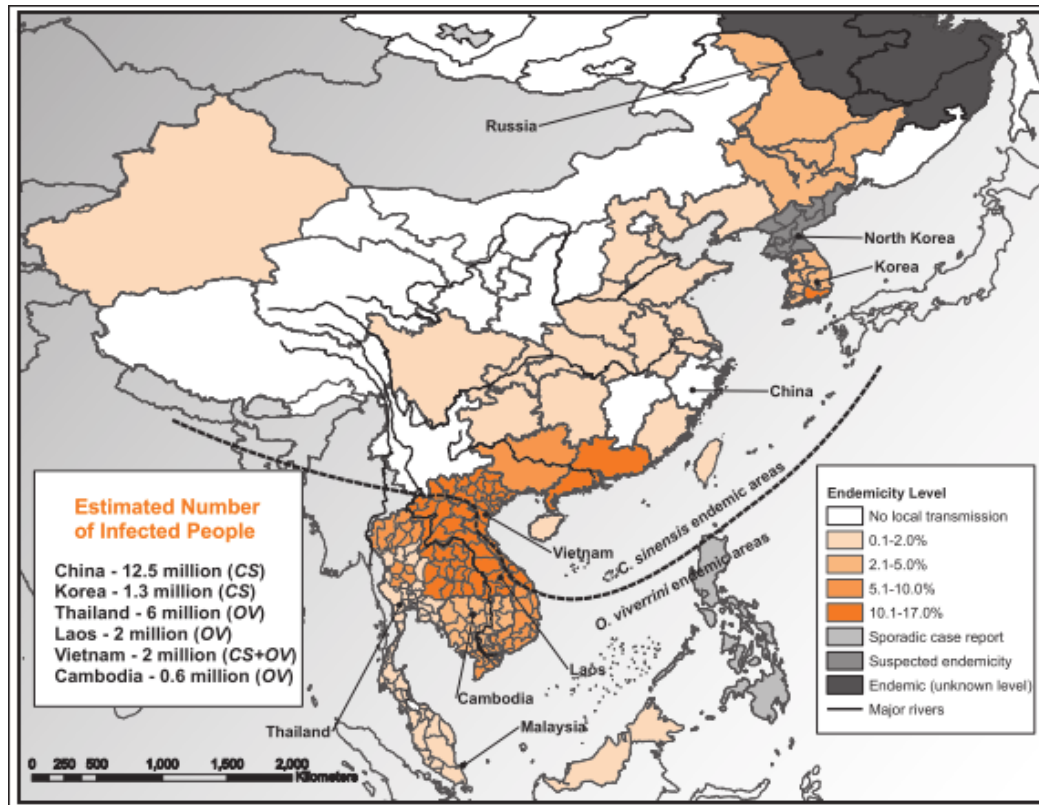 Russia
North Korea
Korea
China
Vietnam
C. sinensis endemic areas
O. viverrini endemic areas
Laos
Cambodia
Thailand
Malaysia
Estimated Number
of Infected People
China - 12.5 million (CS)
Korea - 1.3 million (CS)
Thailand - 6 million (OV)
Laos - 2 million (OV)
Vietnam - 2 million (CS+OV)
Cambodia - 0.6 million (OV)
0 250 500 1,000 1,500 2,000
Kilometers
Endemicity Level
No local transmission
0.1-2.0%
2.1-5.0%
5.1-10.0%
10.1-17.0%
Sporadic case report
Suspected endemicity
Endemic (unknown level)
Major rivers